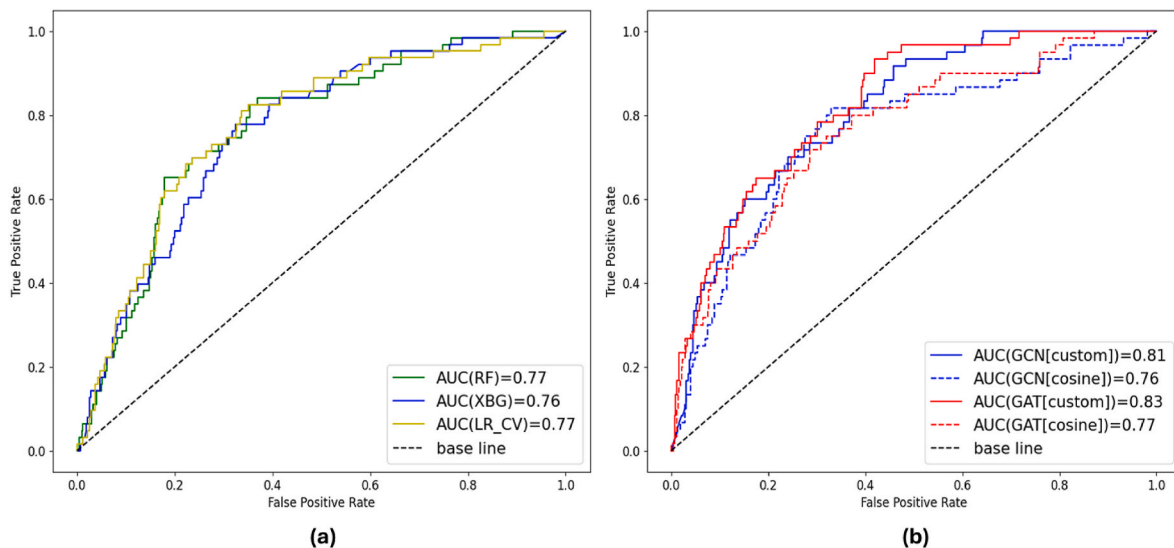 1.0
0.8
0.6
0.4
0.2
0.0
True Positive Rate
AUC(RF)=0.77
AUC(XBG)=0.76
AUC(LR_CV)=0.77
base line
0.0 0.2 0.4 0.6 0.8 1.0
False Positive Rate
(a)
1.0
0.8
0.6
0.4
0.2
0.0
True Positive Rate
AUC(GCN[custom])=0.81
AUC(GCN[cosine])=0.76
AUC(GAT[custom])=0.83
AUC(GAT[cosine])=0.77
base line
0.0 0.2 0.4 0.6 0.8 1.0
False Positive Rate
(b)